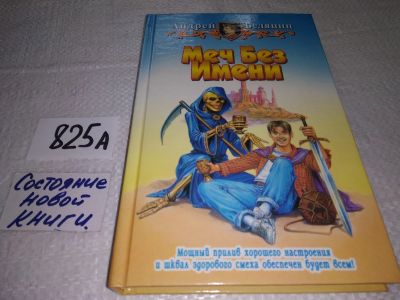 Андрей Белянин
Меч Без
Имени
825А
Состояние
новой
книги.
Мощный прилив хорошего настроения
и шквал здорового смеха обеспечен будет всем!